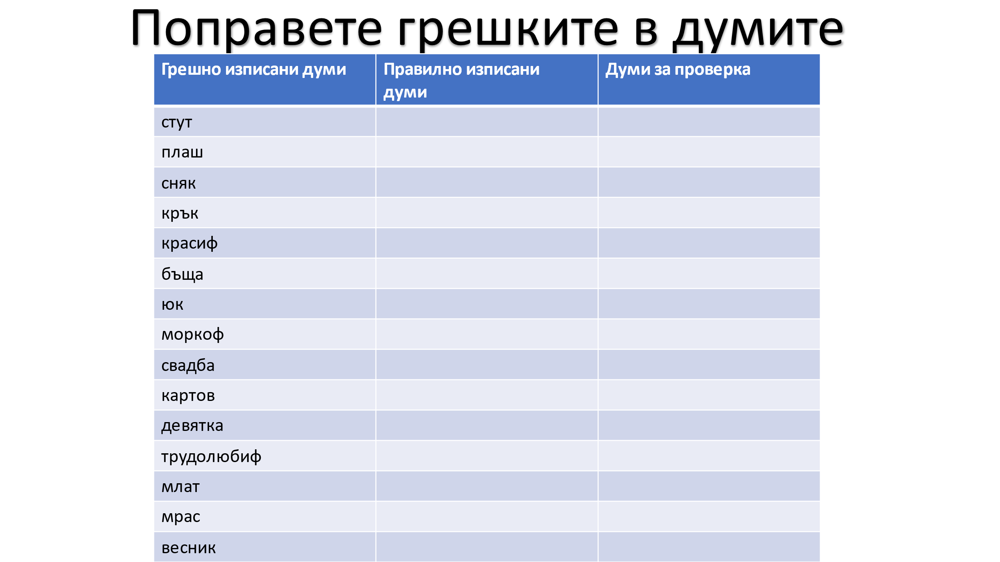 Поправете грешките в думите
Грешно изписани думи
Правилно изписани
думи
Думи за проверка
стут
плаш
сняк
крък
красиф
бъща
юк
моркоф
свадба
картов
девятка
трудолюбиф
млат
мрас
весник